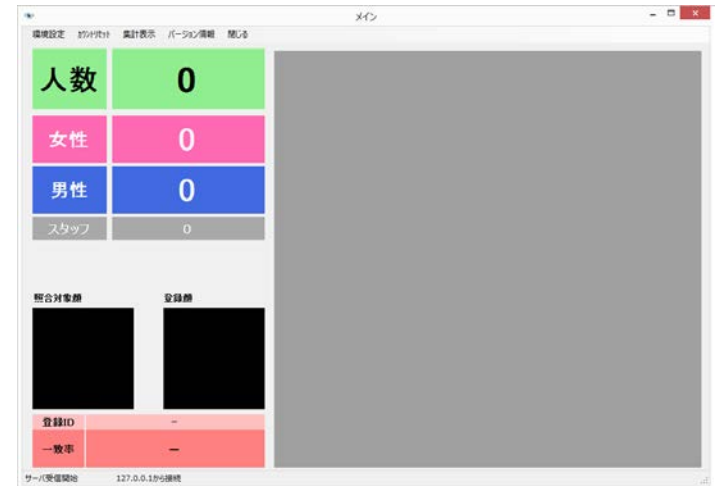 メイン
環境設定 カウントリセット 集計表示 バージョン情報 閉じる
人数 0
女性 0
男性 0
スタッフ 0
照合対象顔 登録顔
登録ID -
一致率 -
サーバ受信開始 127.0.0.1から接続